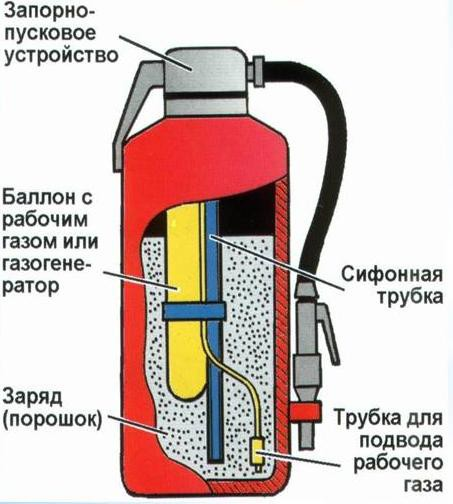 Запорно-
пусковое
устройство
Баллон с
рабочим
газом или
газогене-
ратор
Сифонная
трубка
Заряд
(порошок)
Трубка для
подвода
рабочего
газа